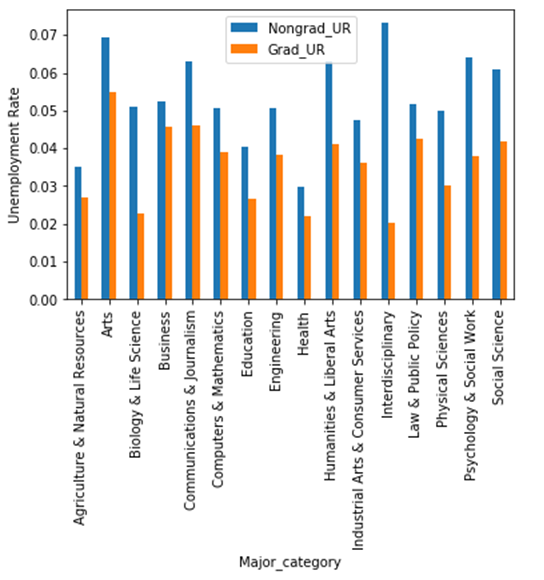 Nongrad_UR
Grad_UR
Unemployment Rate
0.07
0.06
0.05
0.04
0.03
0.02
0.01
0.00
Agriculture & Natural Resources
Arts
Biology & Life Science
Business
Communications & Journalism
Computers & Mathematics
Education
Engineering
Health
Humanities & Liberal Arts
Industrial Arts & Consumer Services
Interdisciplinary
Law & Public Policy
Physical Sciences
Psychology & Social Work
Social Science
Major_category